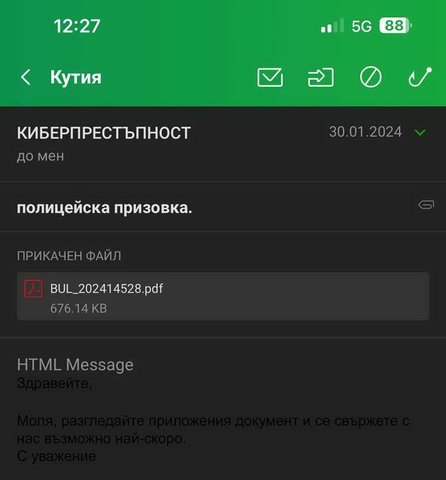 12:27 5G 88
Кутия
КИБЕРПРЕСТЪПНОСТ 30.01.2024
до мен
полицейска призовка.
ПРИКАЧЕН ФАЙЛ
BUL_202414528.pdf
676.14 KB
HTML Message
Здравейте,
Моля, разгледайте приложения документ и се свържете с
нас възможно най-скоро.
С уважение